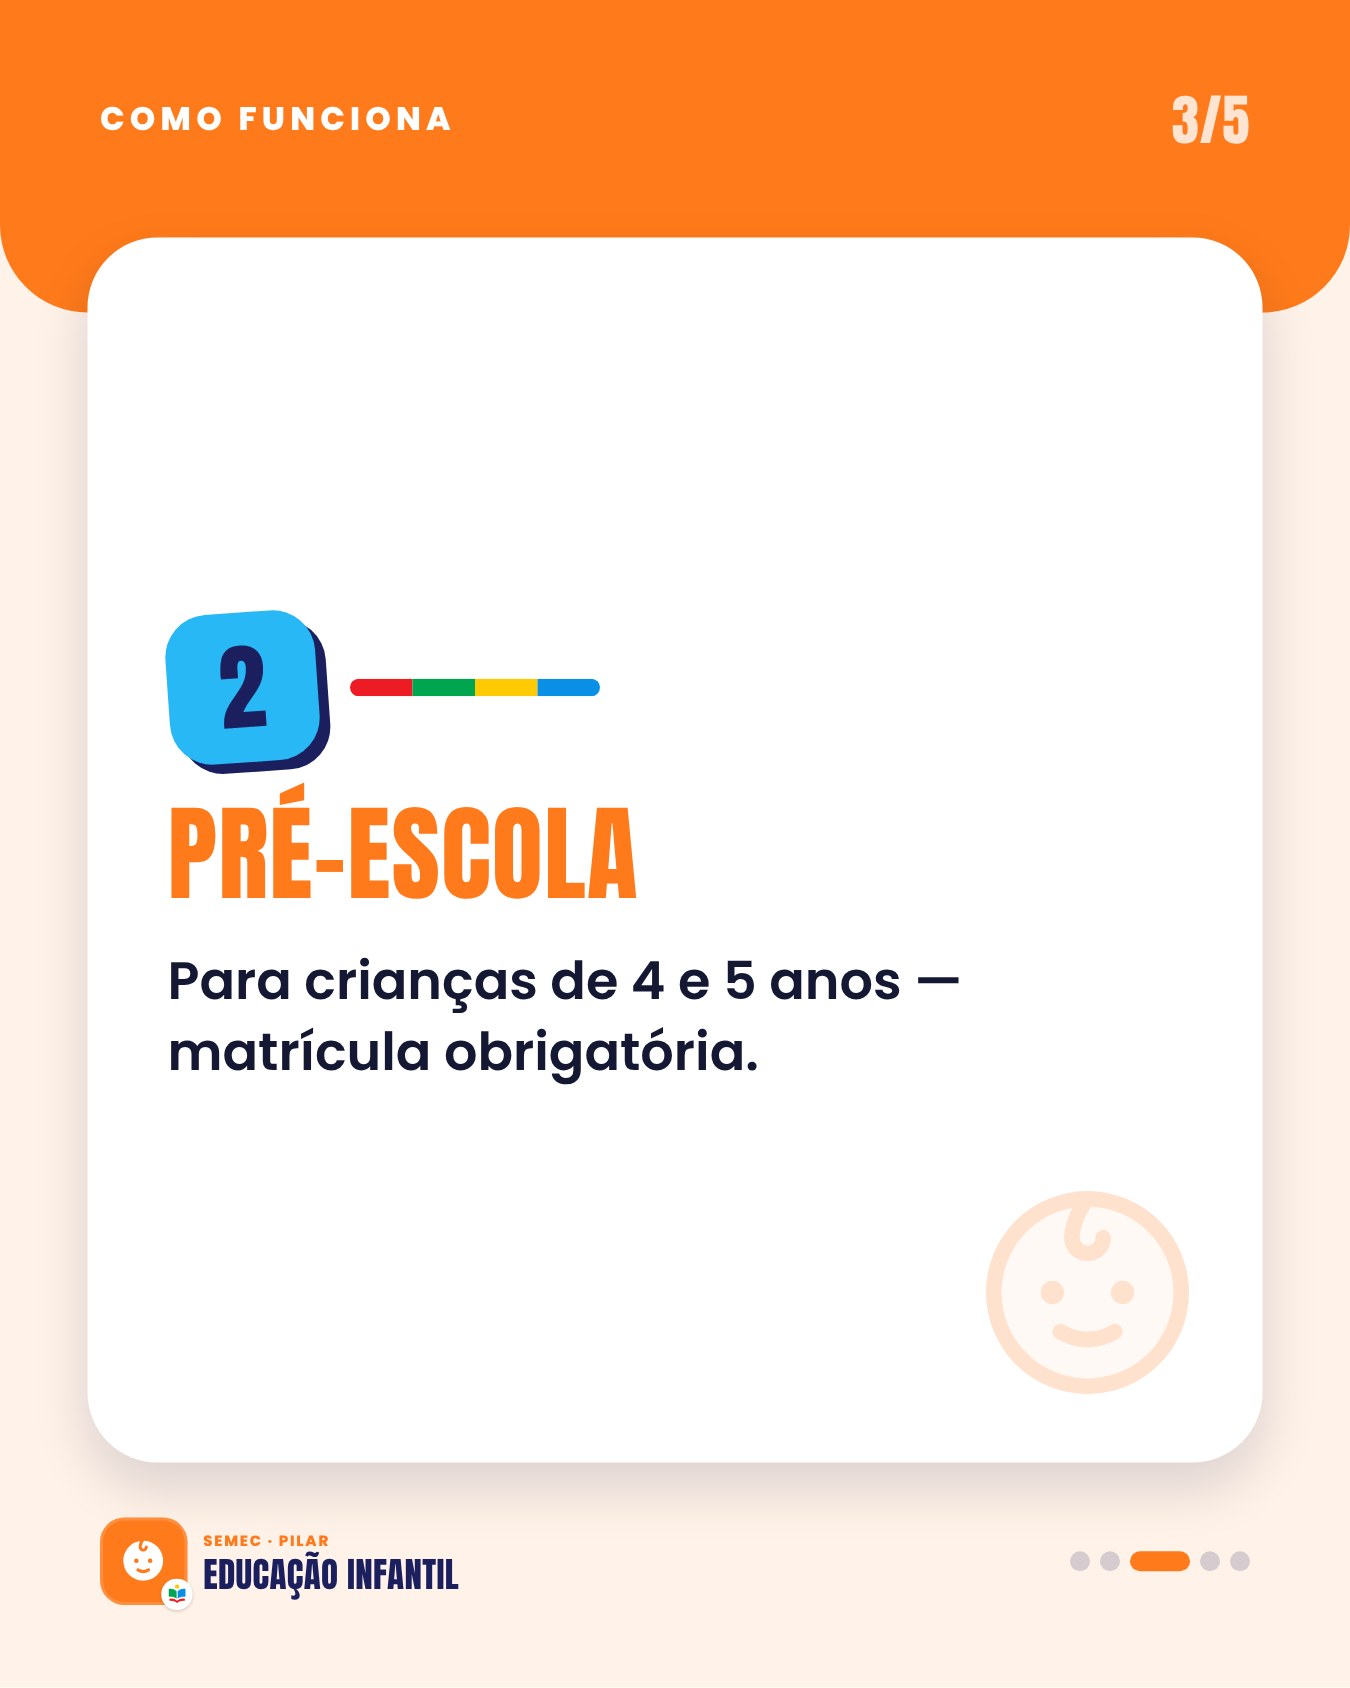 COMO FUNCIONA
3/5
2
PRÉ-ESCOLA
Para crianças de 4 e 5 anos —
matrícula obrigatória.
SEMEC · PILAR
EDUCAÇÃO INFANTIL